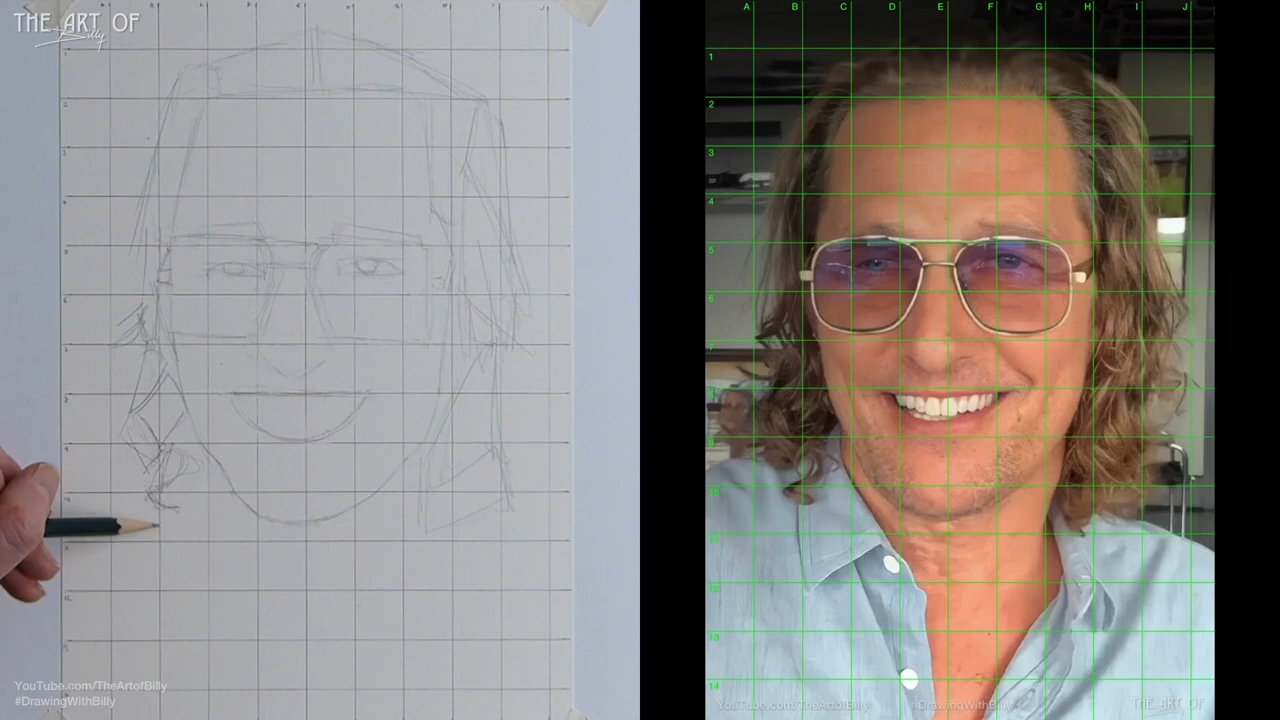 THE ART OF
Billy
A B C D E F G H I J
1
2
3
4
5
6
7
8
9
10
11
12
13
14
YouTube.com/TheArtofBilly
#DrawingWithBilly
YouTube.com/TheArtofBilly #DrawingWithBilly THE ART OF